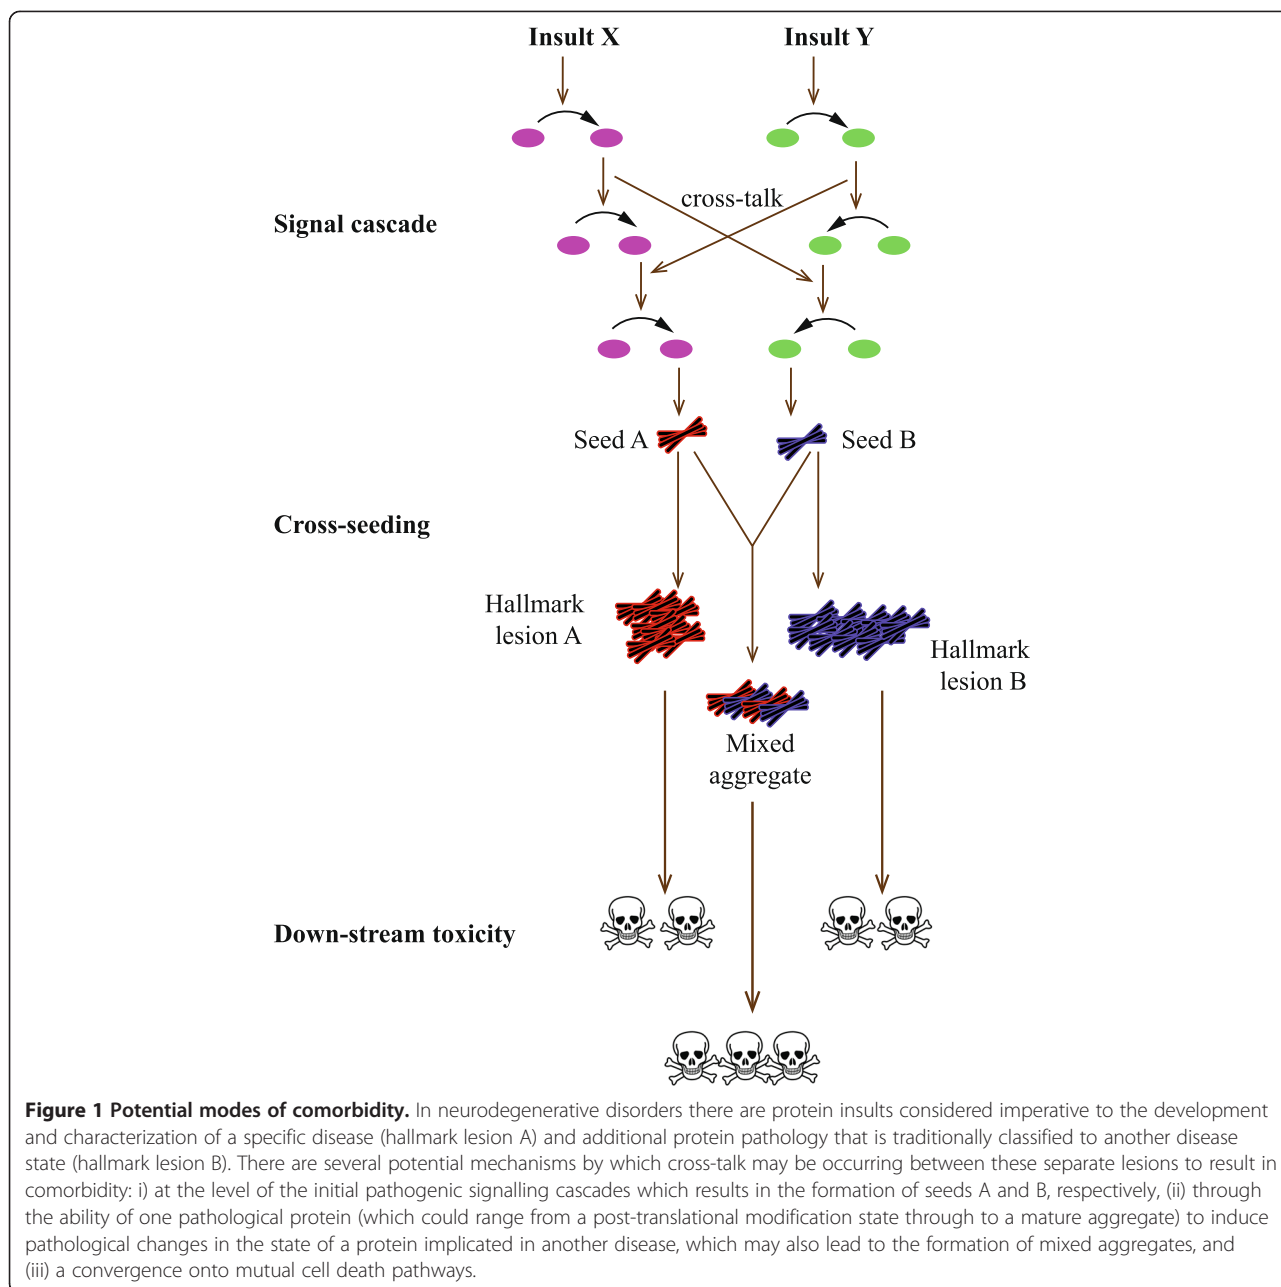 Insult X
Insult Y
cross-talk
Signal cascade
Seed A
Seed B
Cross-seeding
Hallmark
lesion A
Hallmark
lesion B
Mixed
aggregate
Down-stream toxicity
Figure 1 Potential modes of comorbidity. In neurodegenerative disorders there are protein insults considered imperative to the development
and characterization of a specific disease (hallmark lesion A) and additional protein pathology that is traditionally classified to another disease
state (hallmark lesion B). There are several potential mechanisms by which cross-talk may be occurring between these separate lesions to result in
comorbidity: i) at the level of the initial pathogenic signalling cascades which results in the formation of seeds A and B, respectively, (ii) through
the ability of one pathological protein (which could range from a post-translational modification state through to a mature aggregate) to induce
pathological changes in the state of a protein implicated in another disease, which may also lead to the formation of mixed aggregates, and
(iii) a convergence onto mutual cell death pathways.